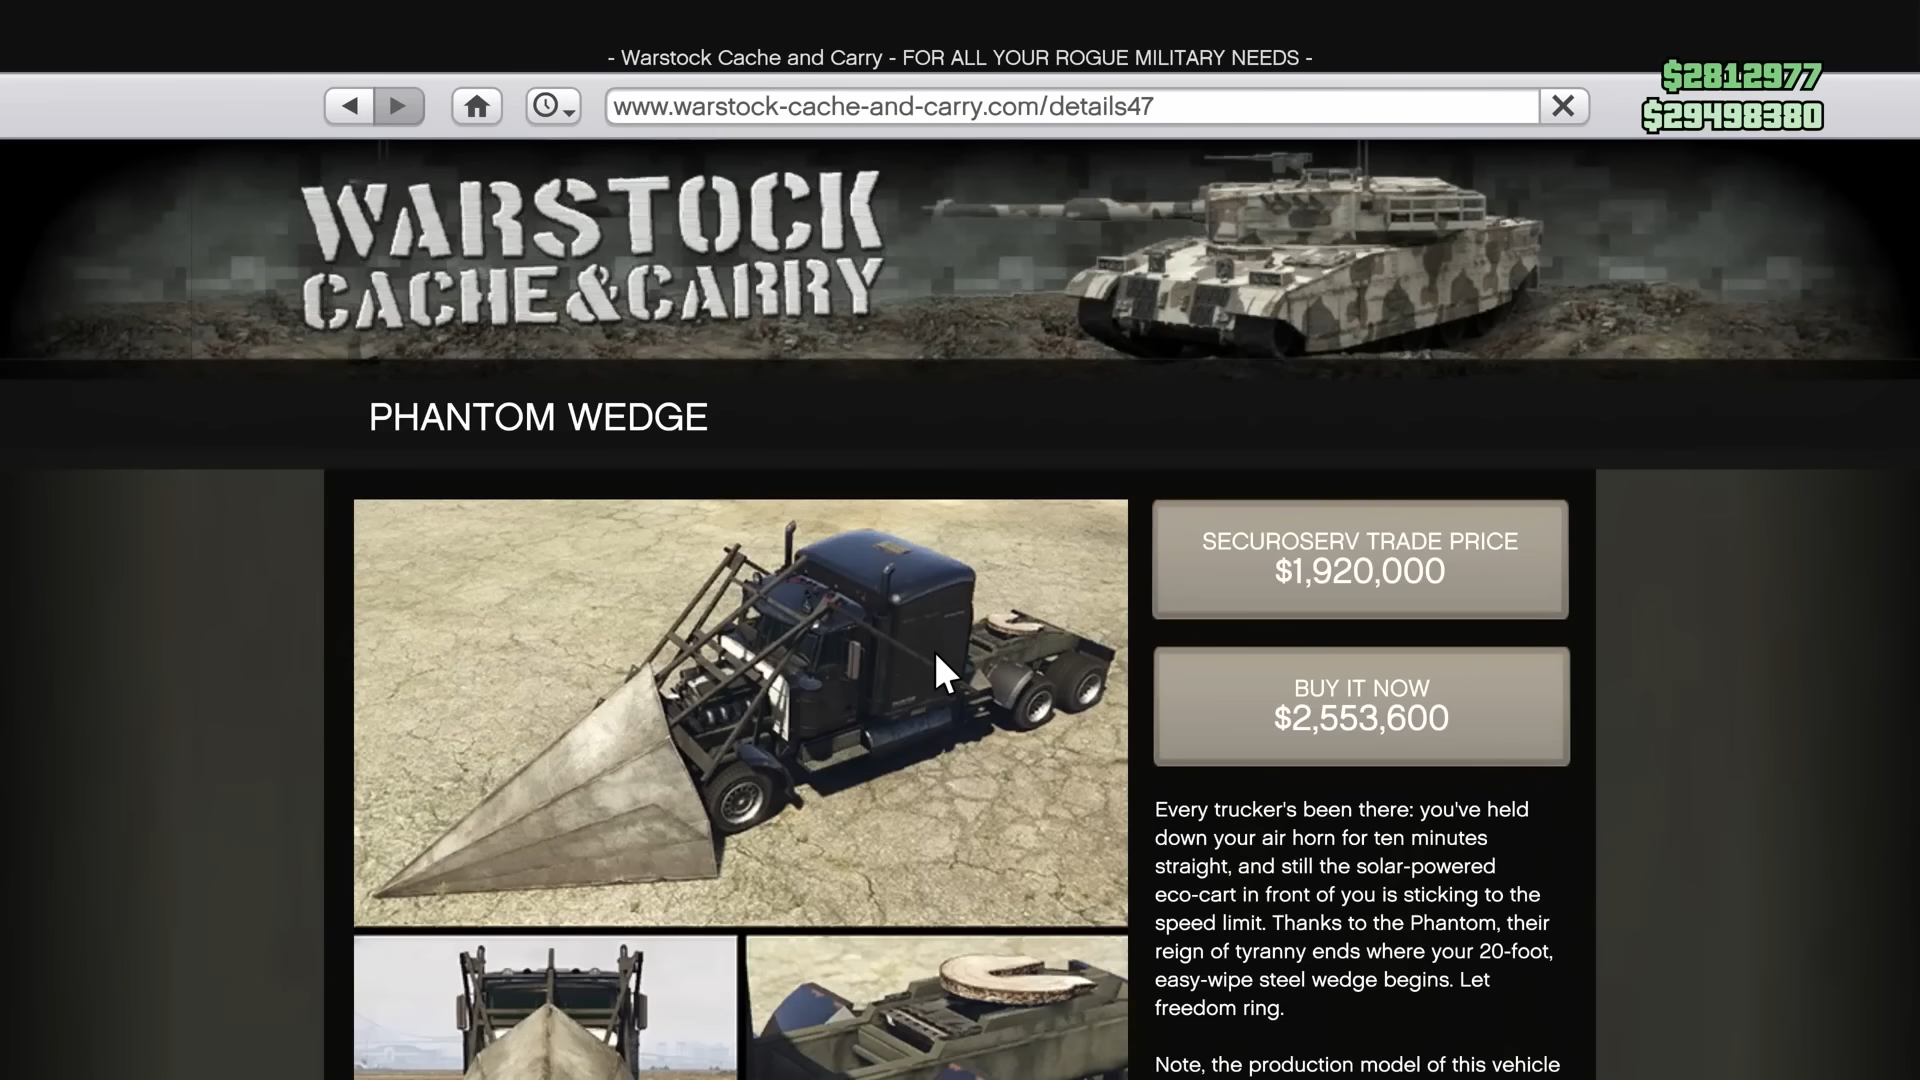 - Warstock Cache and Carry - FOR ALL YOUR ROGUE MILITARY NEEDS -
$2812977
www.warstock-cache-and-carry.com/details47
$29498380
WARSTOCK
CACHE & CARRY
PHANTOM WEDGE
SECUROSERV TRADE PRICE
$1,920,000
BUY IT NOW
$2,553,600
Every trucker's been there: you've held
down your air horn for ten minutes
straight, and still the solar-powered
eco-cart in front of you is sticking to the
speed limit. Thanks to the Phantom, their
reign of tyranny ends where your 20-foot,
easy-wipe steel wedge begins. Let
freedom ring.
Note, the production model of this vehicle